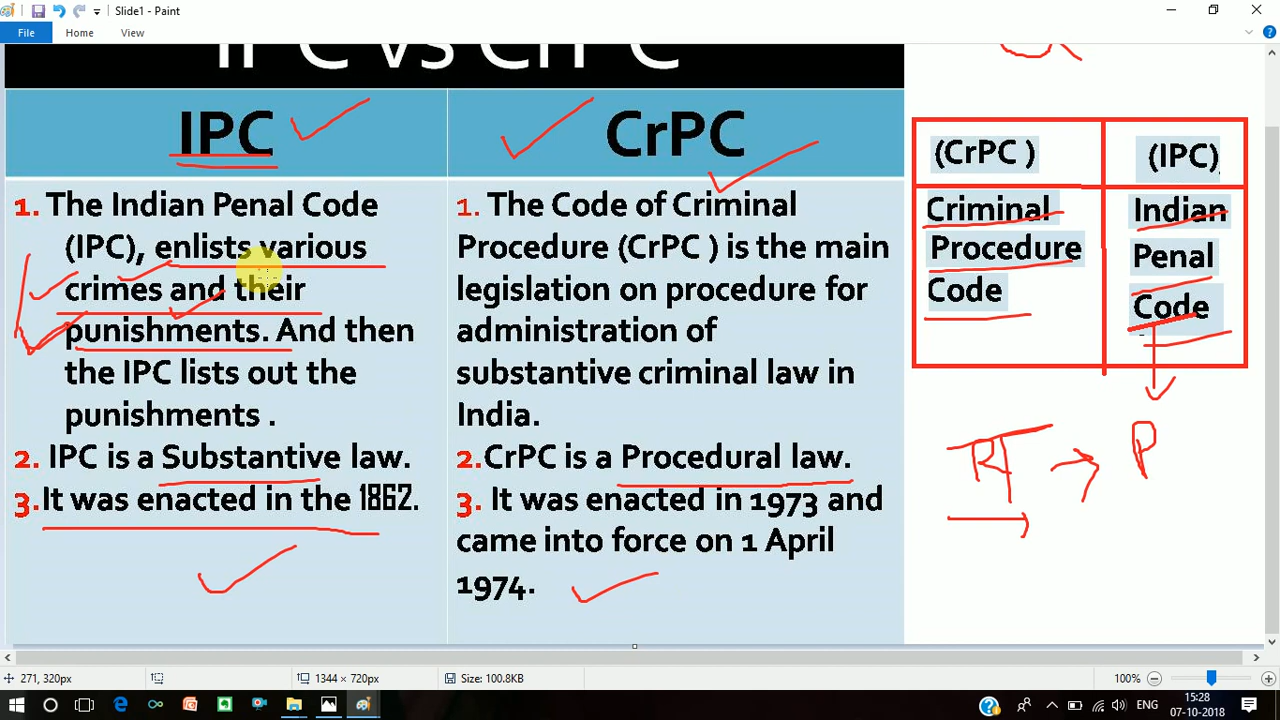 Slide1 - Paint
File Home View
IPC vs CrPC
IPC
CrPC
1. The Indian Penal Code
(IPC), enlists various
crimes and their
punishments. And then
the IPC lists out the
punishments .
2. IPC is a Substantive law.
3. It was enacted in the 1862.
1. The Code of Criminal
Procedure (CrPC ) is the main
legislation on procedure for
administration of
substantive criminal law in
India.
2.CrPC is a Procedural law.
3. It was enacted in 1973 and
came into force on 1 April
1974.
(CrPC )
(IPC)
Criminal
Procedure
Code
Indian
Penal
Code
P
271, 320px
1344 × 720px
Size: 100.8KB
100%
ENG
15:28
07-10-2018